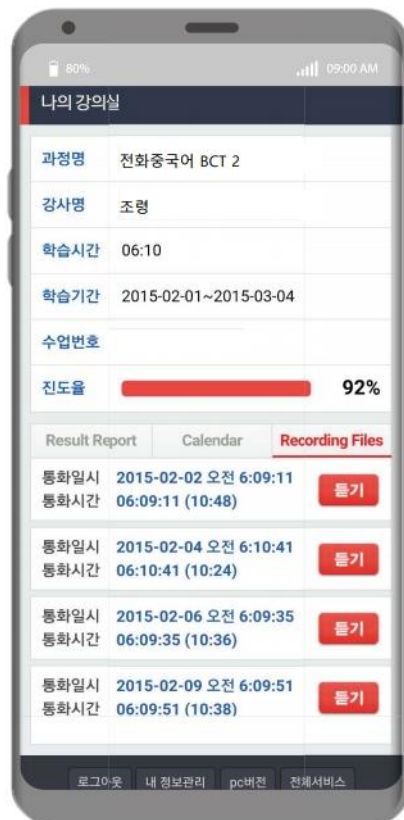 80% 09:00 AM
나의 강의실
과정명 전화중국어 BCT 2
강사명 조령
학습시간 06:10
학습기간 2015-02-01~2015-03-04
수업번호
진도율 92%
Result Report Calendar Recording Files
통화일시 2015-02-02 오전 6:09:11
통화시간 06:09:11 (10:48)
듣기
통화일시 2015-02-04 오전 6:10:41
통화시간 06:10:41 (10:24)
듣기
통화일시 2015-02-06 오전 6:09:35
통화시간 06:09:35 (10:36)
듣기
통화일시 2015-02-09 오전 6:09:51
통화시간 06:09:51 (10:38)
듣기
로그아웃 내 정보관리 pc버전 전체서비스